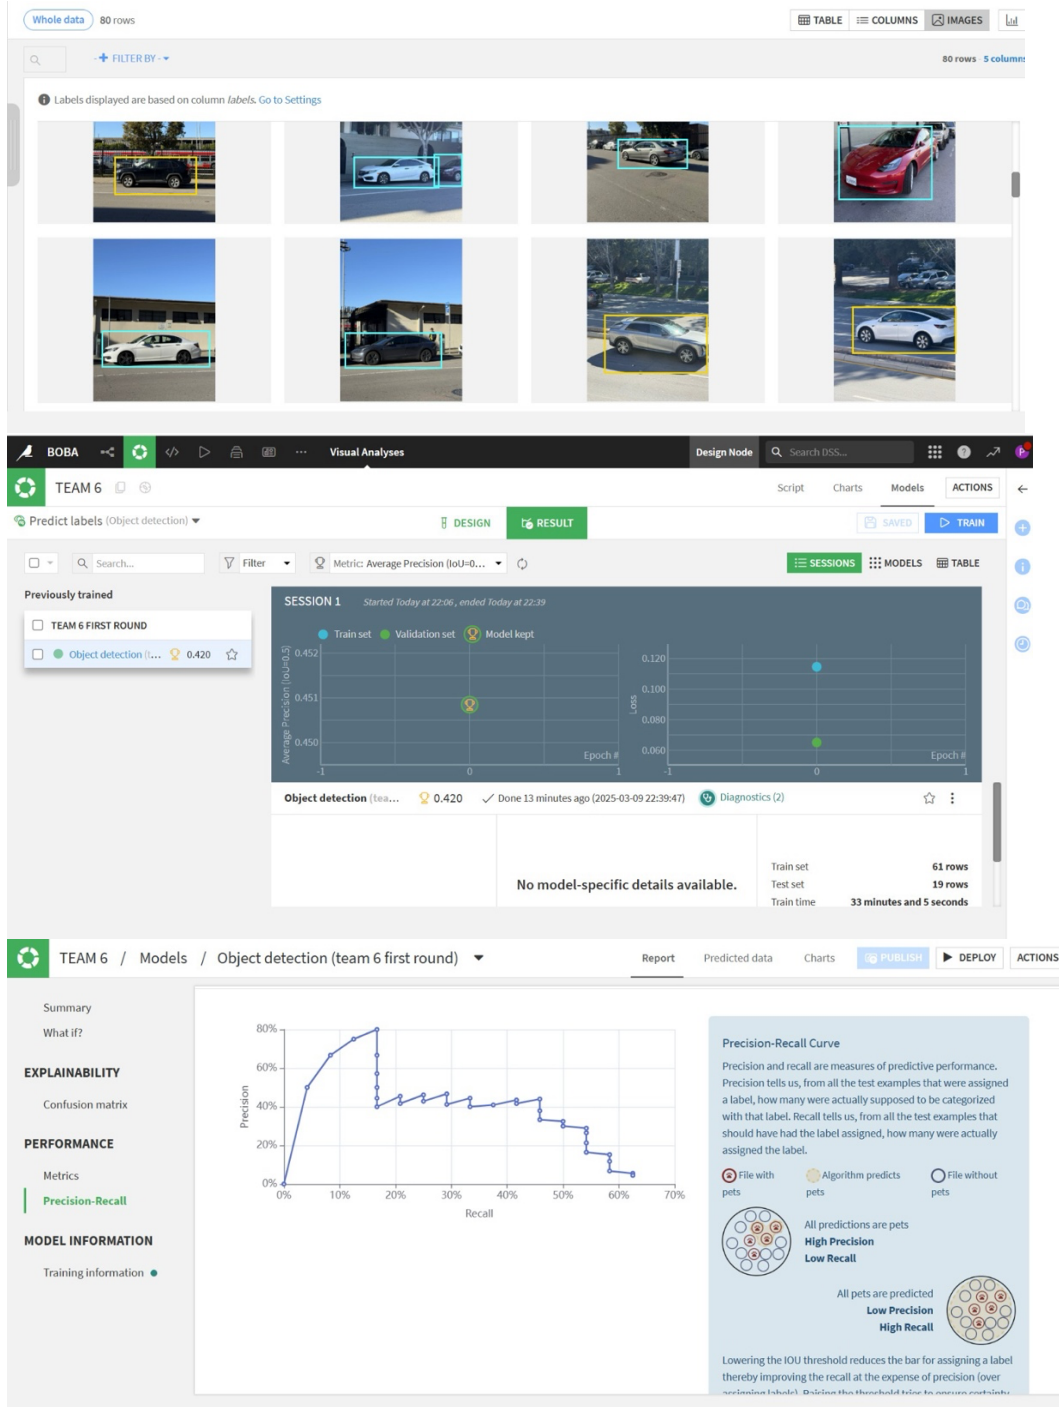 Whole data 80 rows TABLE COLUMNS IMAGES
FILTER BY 80 rows 5 columns
Labels displayed are based on column labels. Go to Settings
BOBA Visual Analyses Design Node Search DSS...
TEAM 6 Script Charts Models ACTIONS
Predict labels (Object detection) DESIGN RESULT SAVED TRAIN
Search... Filter Metric: Average Precision (IoU=0... SESSIONS MODELS TABLE
Previously trained
TEAM 6 FIRST ROUND
Object detection (t... 0.420
SESSION 1 Started Today at 22:06, ended Today at 22:39
Train set Validation set Model kept
Average Precision (IoU=0.5)
0.452
0.451
0.450
Epoch #
-1 0 1
Loss
0.120
0.100
0.080
0.060
Epoch #
-1 0 1
Object detection (tea... 0.420 Done 13 minutes ago (2025-03-09 22:39:47) Diagnostics (2)
No model-specific details available.
Train set 61 rows
Test set 19 rows
Train time 33 minutes and 5 seconds
TEAM 6 / Models / Object detection (team 6 first round) Report Predicted data Charts PUBLISH DEPLOY ACTIONS
Summary
What if?
EXPLAINABILITY
Confusion matrix
PERFORMANCE
Metrics
Precision-Recall
MODEL INFORMATION
Training information
Precision
80%
60%
40%
20%
0%
0% 10% 20% 30% 40% 50% 60% 70%
Recall
Precision-Recall Curve
Precision and recall are measures of predictive performance.
Precision tells us, from all the test examples that were assigned
a label, how many were actually supposed to be categorized
with that label. Recall tells us, from all the test examples that
should have had the label assigned, how many were actually
assigned the label.
File with pets
Algorithm predicts pets
File without pets
All predictions are pets
High Precision
Low Recall
All pets are predicted
Low Precision
High Recall
Lowering the IOU threshold reduces the bar for assigning a label
thereby improving the recall at the expense of precision (over
assigning labels). Raising the threshold tries to ensure certainty